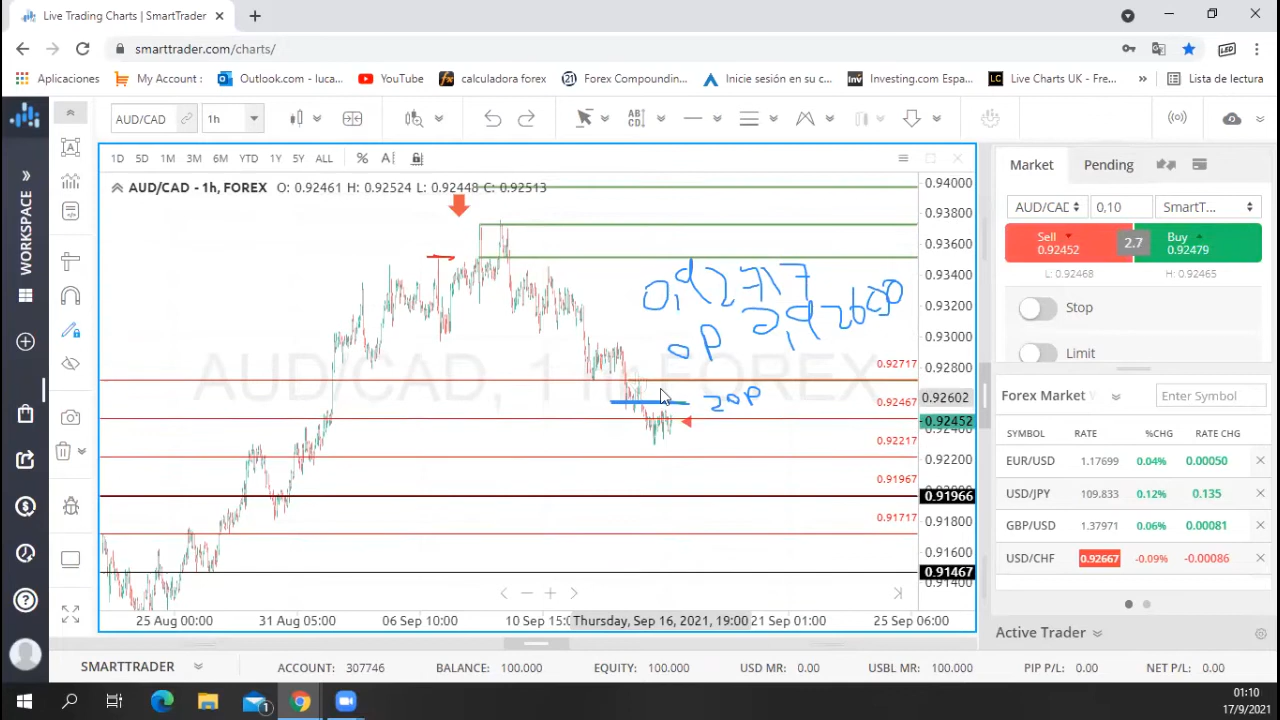 Live Trading Charts | SmartTrader
smarttrader.com/charts/
Aplicaciones My Account : Outlook.com - luca... YouTube calculadora forex Forex Compoundin... Inicie sesión en su c... Investing.com Espa... Live Charts UK - Fre... Lista de lectura
AUD/CAD 1h
1D 5D 1M 3M 6M YTD 1Y 5Y ALL
AUD/CAD - 1h, FOREX O: 0.92461 H: 0.92524 L: 0.92448 C: 0.92513
AUD/CAD, 1 h, FOREX
0.94000
0.93800
0.93600
0.93400
0.93200
0.93000
0.92800
0.92602
0.92452
0.92400
0.92200
0.91966
0.91800
0.91600
0.91467
0.91400
0.92717
0.92467
0.92217
0.91967
0.91717
0,92717
0,92600
0P
20P
25 Aug 00:00 31 Aug 05:00 06 Sep 10:00 10 Sep 15: Thursday, Sep 16, 2021, 19:00 21 Sep 01:00 25 Sep 06:00
WORKSPACE
Market Pending
AUD/CAD 0,10 SmartT...
Sell 0.92452 2.7 Buy 0.92479
L: 0.92468 H: 0.92465
Stop
Limit
Forex Market Enter Symbol
SYMBOL RATE %CHG RATE CHG
EUR/USD 1.17699 0.04% 0.00050
USD/JPY 109.833 0.12% 0.135
GBP/USD 1.37971 0.06% 0.00081
USD/CHF 0.92667 -0.09% -0.00086
Active Trader
SMARTTRADER ACCOUNT: 307746 BALANCE: 100.000 EQUITY: 100.000 USD MR: 0.00 USBL MR: 100.000 PIP P/L: 0.00 NET P/L: 0.00
1
01:10
17/9/2021